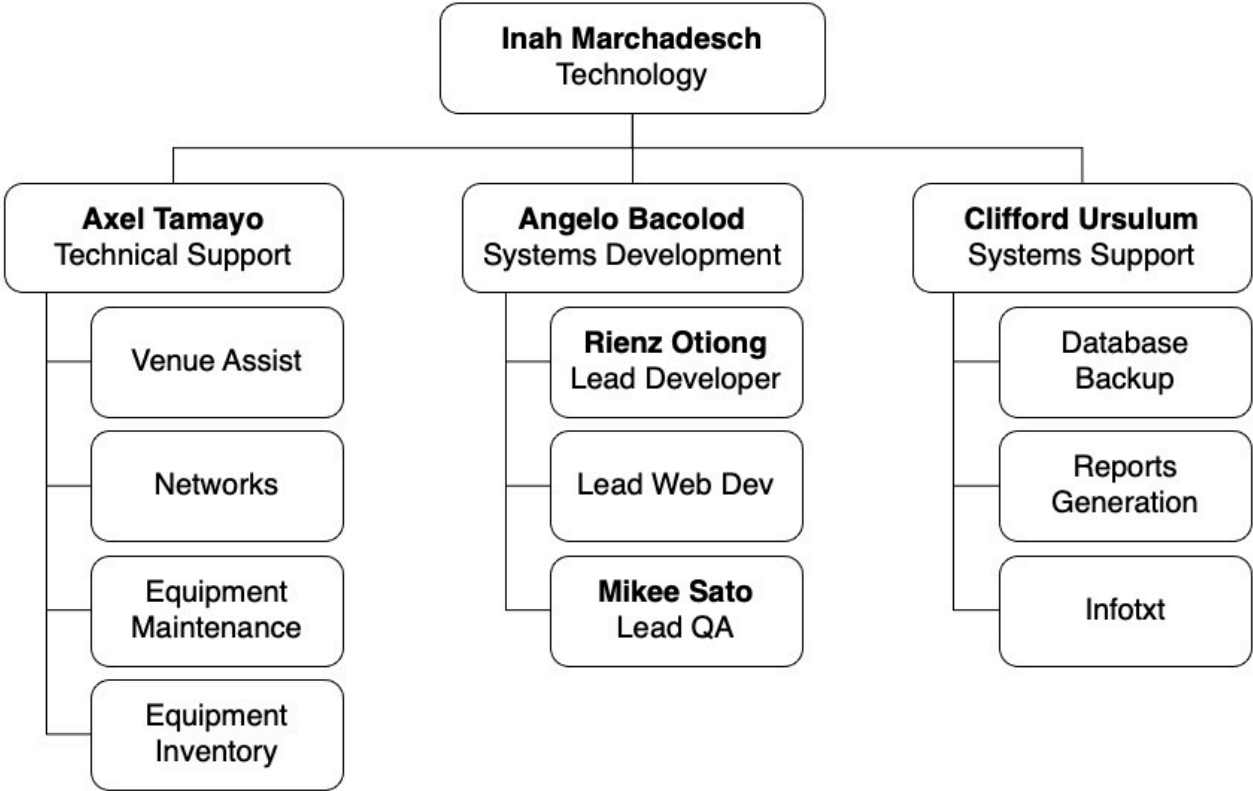 Inah Marchadesch
Technology
Axel Tamayo
Technical Support
Venue Assist
Networks
Equipment
Maintenance
Equipment
Inventory
Angelo Bacolod
Systems Development
Rienz Otiong
Lead Developer
Lead Web Dev
Mikee Sato
Lead QA
Clifford Ursulum
Systems Support
Database
Backup
Reports
Generation
Infotxt